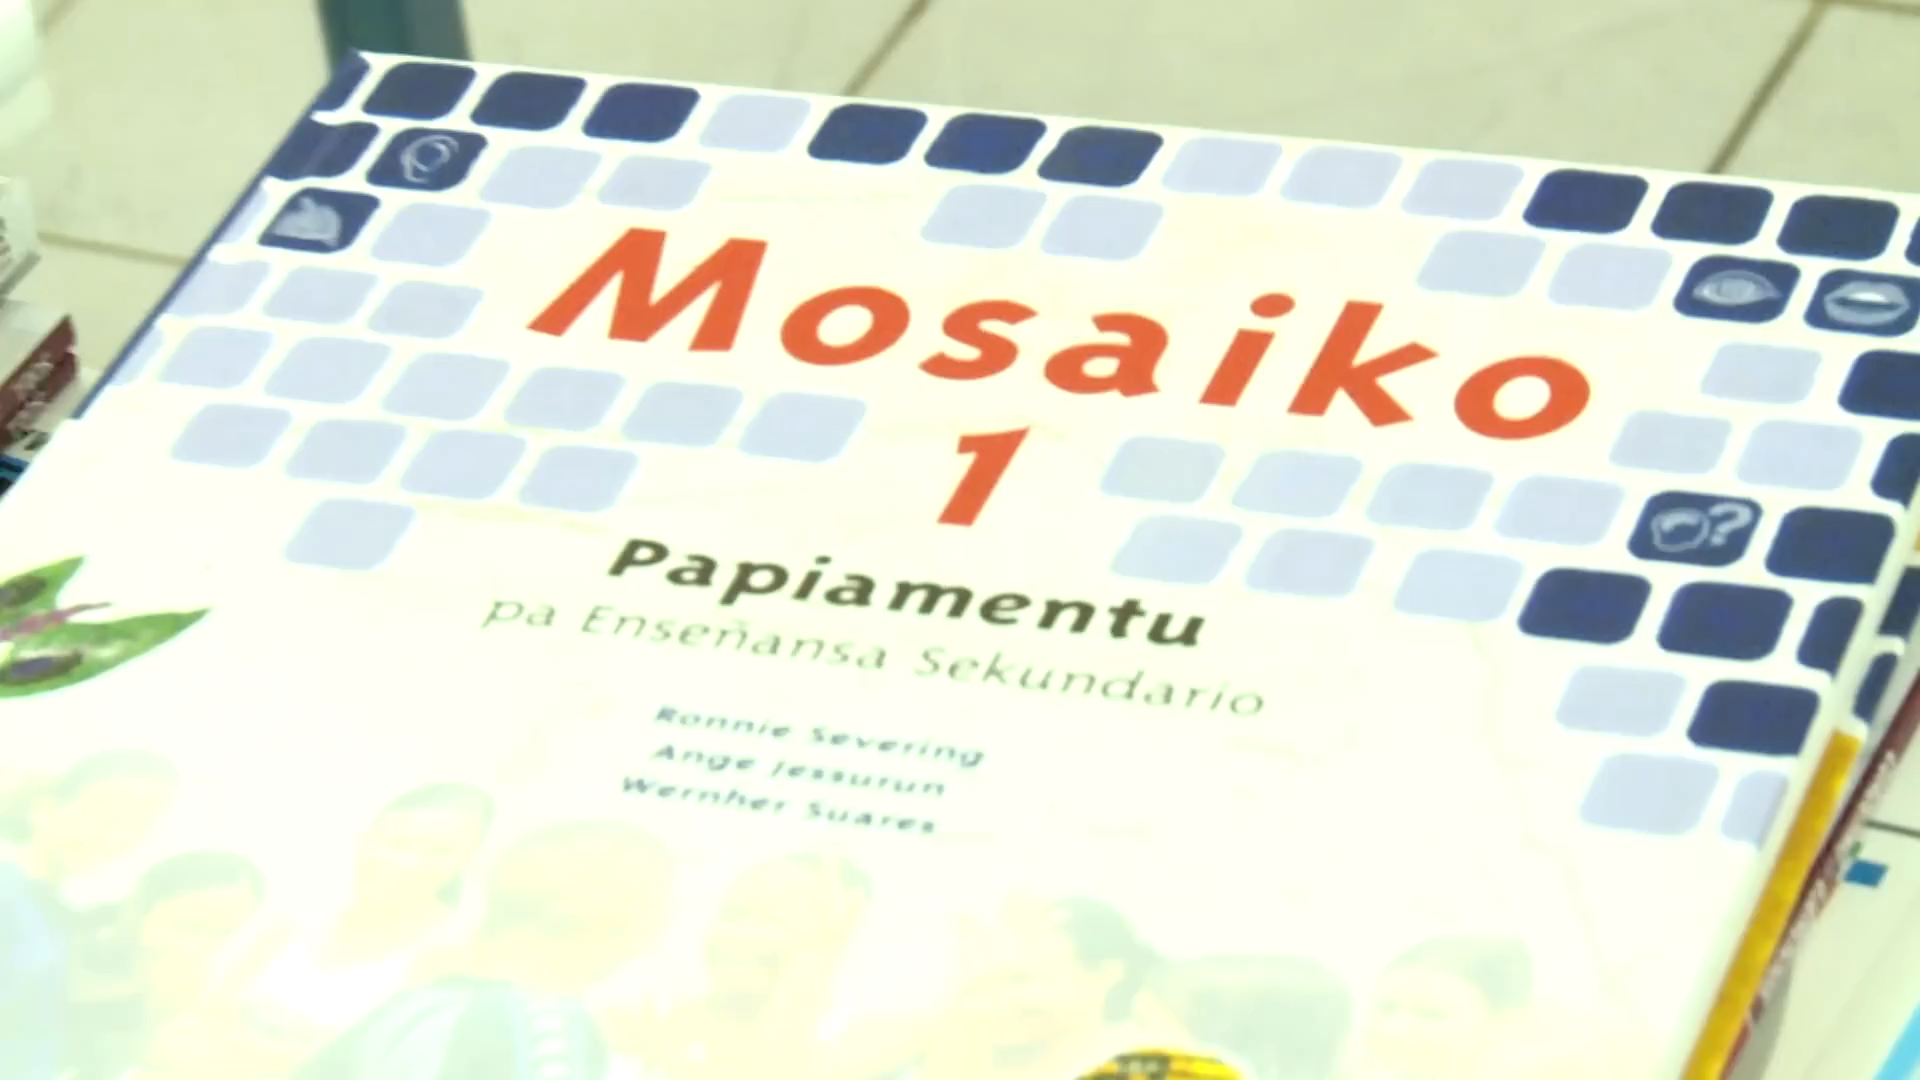 Mosaiko
1
Papiamentu
pa Enseñansa Sekundario
Ronnie Severing
Ange Jessurun
Wernher Suares
?